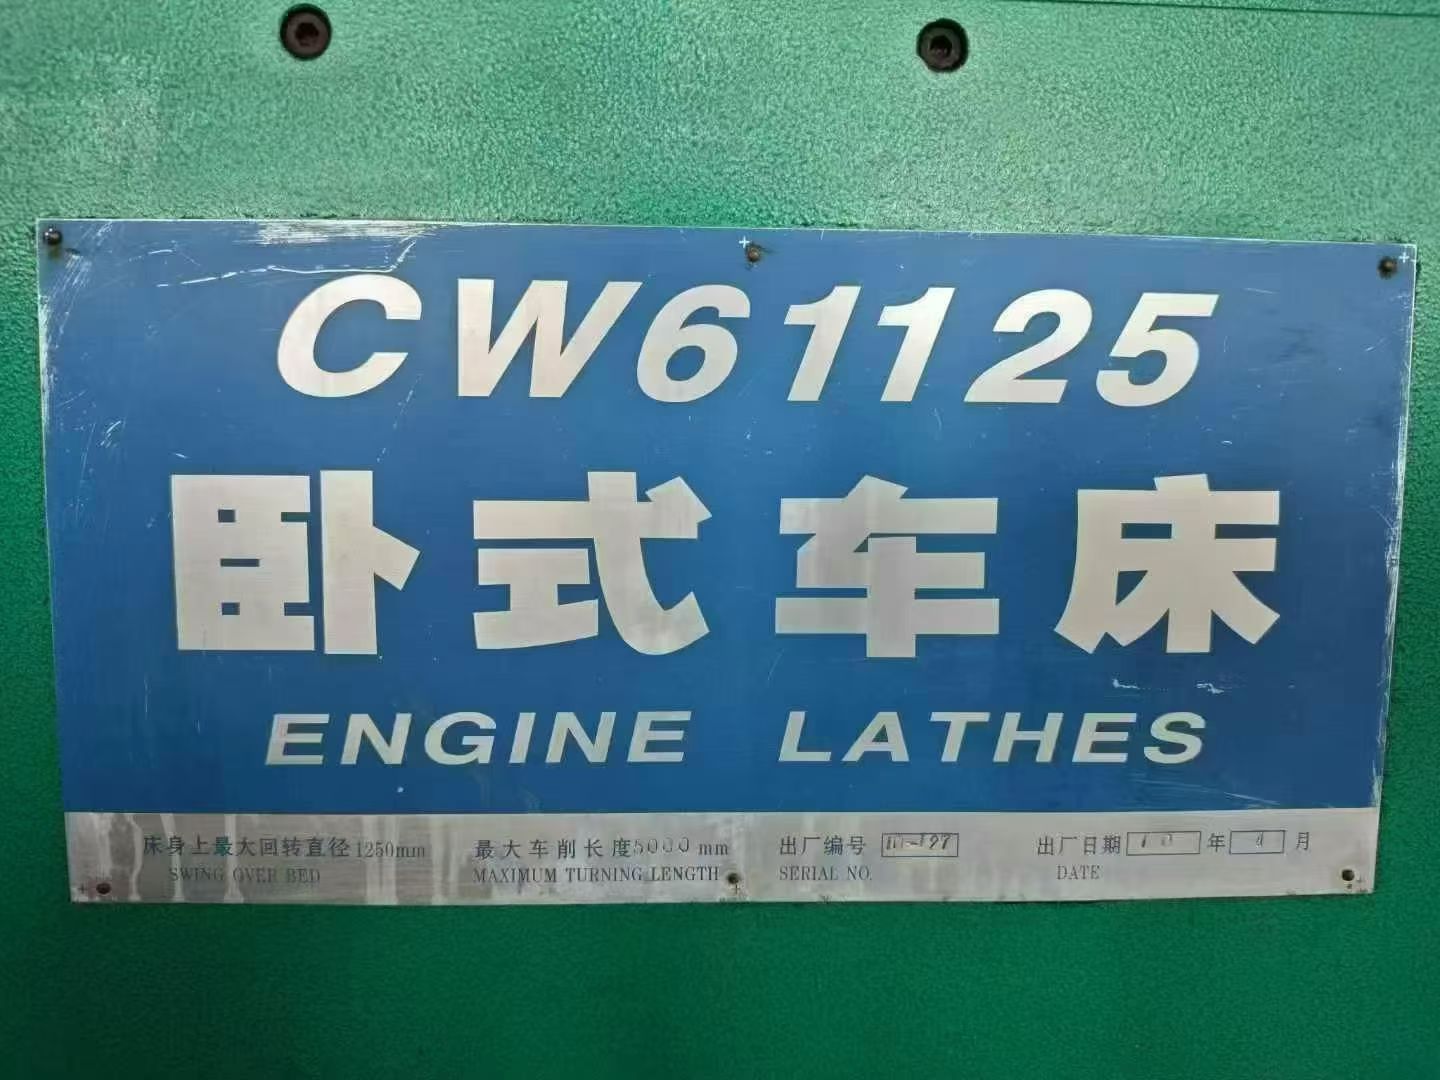 CW61125
卧式车床
ENGINE LATHES
床身上最大回转直径1250mm 最大车削长度5000mm 出厂编号 出厂日期 年 月
SWING OVER BED MAXIMUM TURNING LENGTH SERIAL NO. DATE